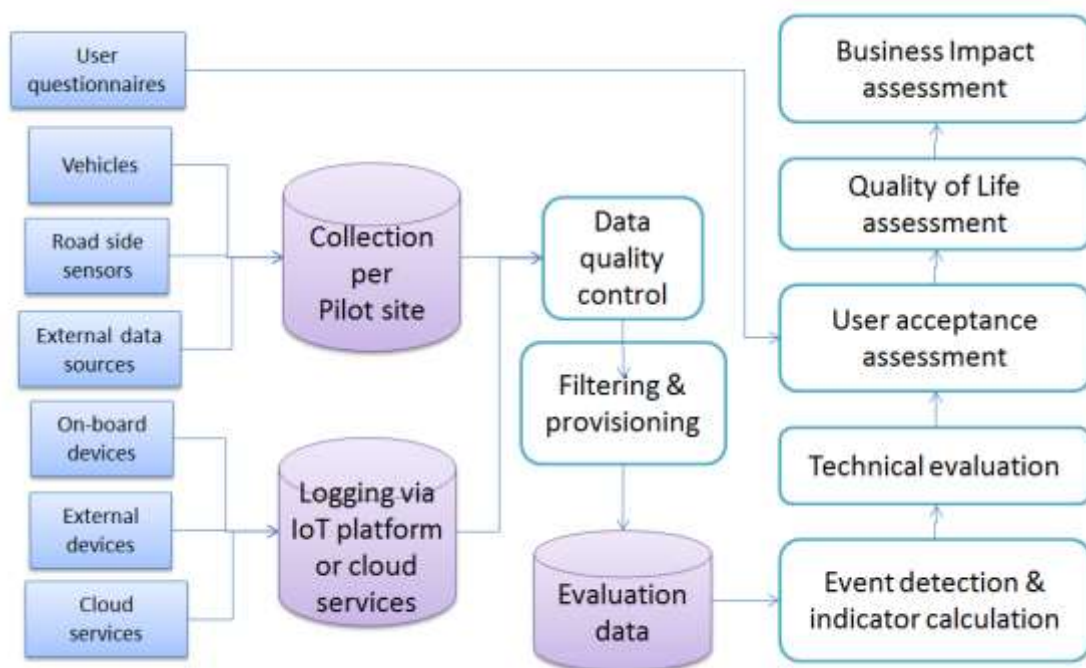 User
questionnaires
Vehicles
Road side
sensors
External data
sources
On-board
devices
External
devices
Cloud
services
Collection
per
Pilot site
Logging via
IoT platform
or cloud
services
Data
quality
control
Filtering &
provisioning
Evaluation
data
Business Impact
assessment
Quality of Life
assessment
User acceptance
assessment
Technical evaluation
Event detection &
indicator calculation